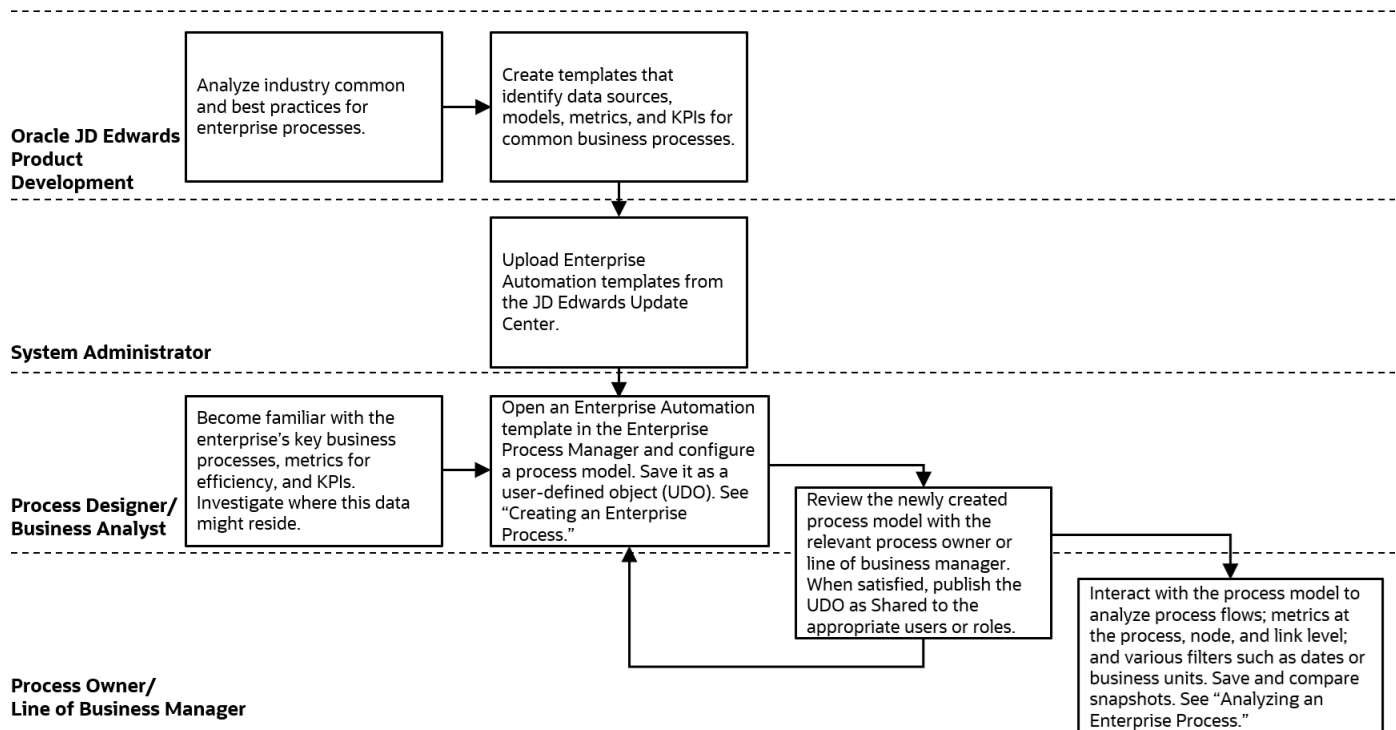 Analyze industry common
and best practices for
enterprise processes.
Create templates that
identify data sources,
models, metrics, and KPIs for
common business processes.
Oracle JD Edwards
Product
Development
Upload Enterprise
Automation templates from
the JD Edwards Update
Center.
System Administrator
Become familiar with the
enterprise’s key business
processes, metrics for
efficiency, and KPIs.
Investigate where this data
might reside.
Open an Enterprise Automation
template in the Enterprise
Process Manager and configure
a process model. Save it as a
user-defined object (UDO). See
“Creating an Enterprise
Process.”
Process Designer/
Business Analyst
Review the newly created
process model with the
relevant process owner or
line of business manager.
When satisfied, publish the
UDO as Shared to the
appropriate users or roles.
Interact with the process model to
analyze process flows; metrics at
the process, node, and link level;
and various filters such as dates or
business units. Save and compare
snapshots. See “Analyzing an
Enterprise Process.”
Process Owner/
Line of Business Manager